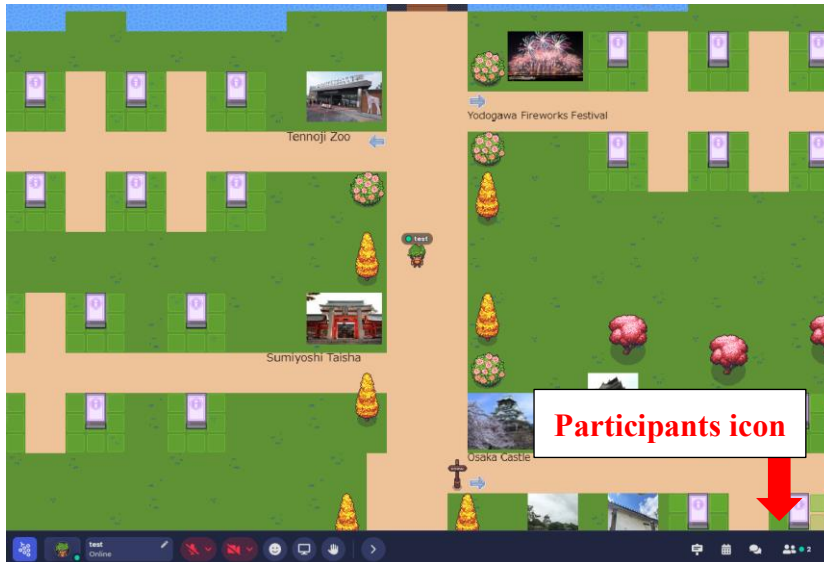 Yodogawa Fireworks Festival
Tennoji Zoo
test
Sumiyoshi Taisha
Participants icon
Osaka Castle
test
Online
2